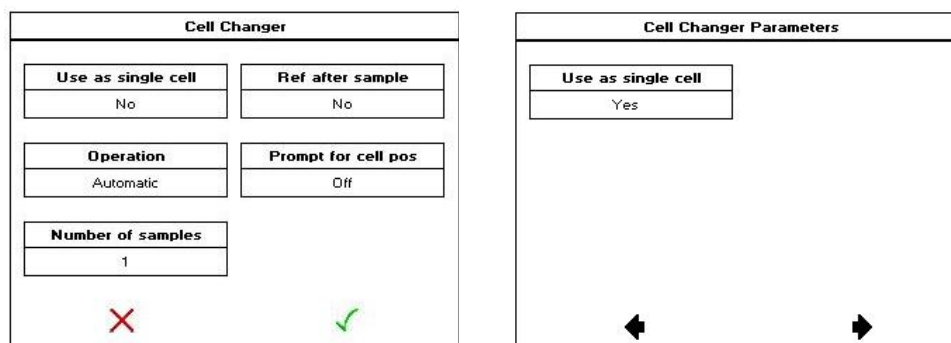 Cell Changer
Use as single cell
No
Ref after sample
No
Operation
Automatic
Prompt for cell pos
Off
Number of samples
1
Cell Changer Parameters
Use as single cell
Yes